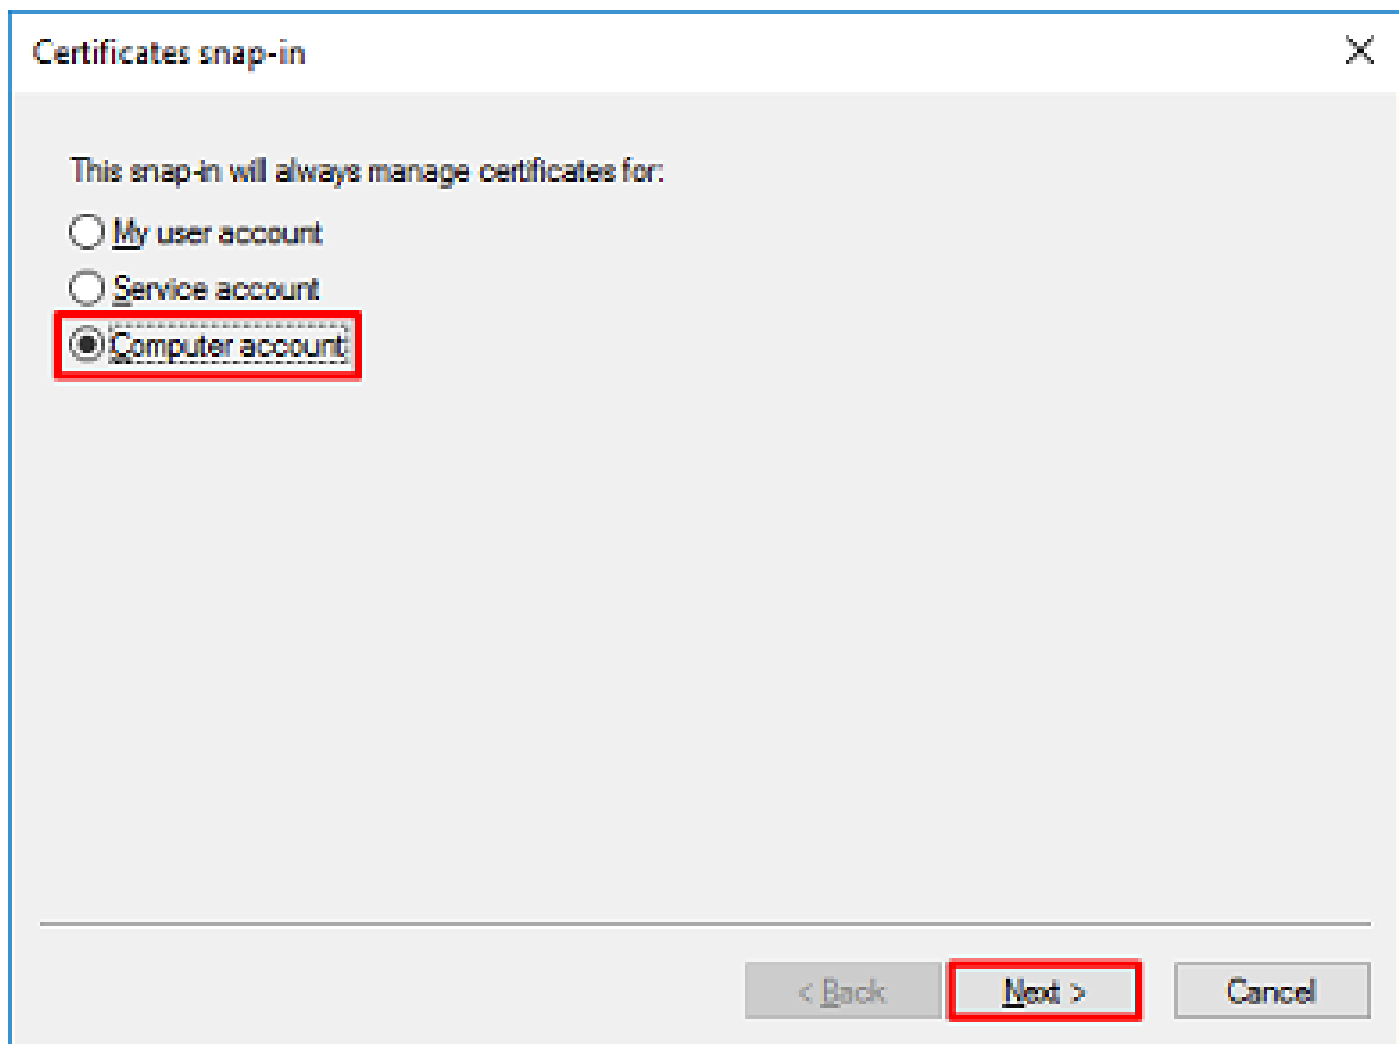 Certificates snap-in
This snap-in will always manage certificates for:
My user account
Service account
Computer account
< Back Next > Cancel